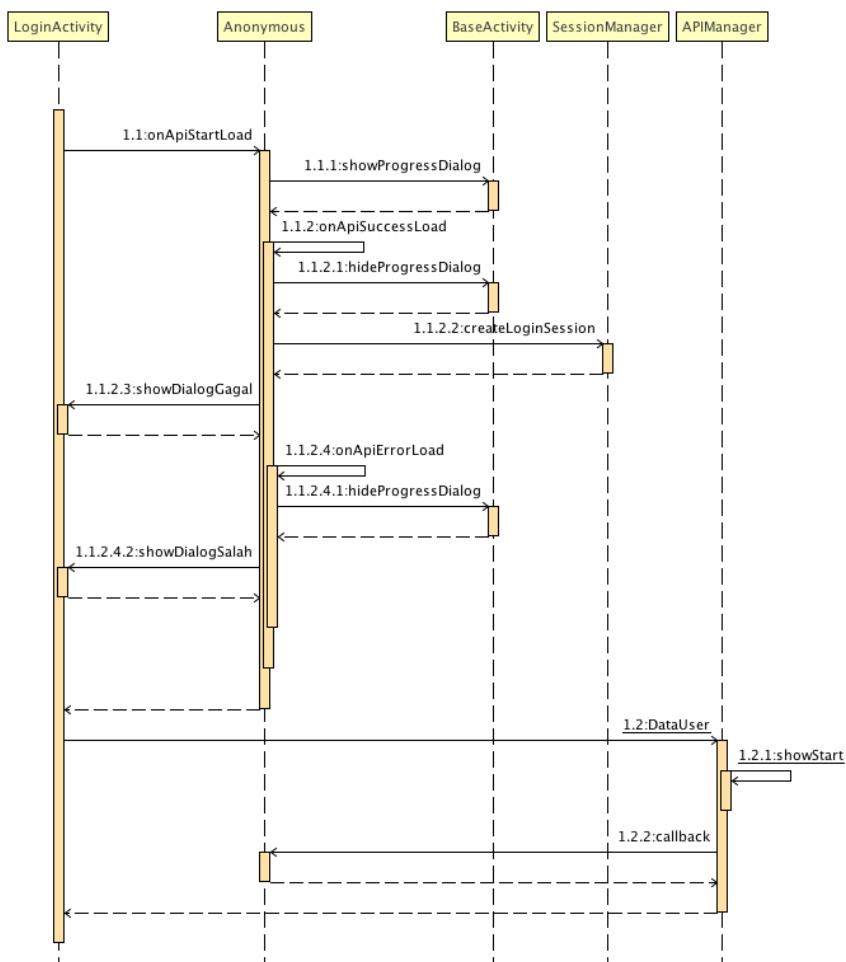 LoginActivity
Anonymous
BaseActivity
SessionManager
APIManager
1.1:onApiStartLoad
1.1.1:showProgressDialog
1.1.2:onApiSuccessLoad
1.1.2.1:hideProgressDialog
1.1.2.2:createLoginSession
1.1.2.3:showDialogGagal
1.1.2.4:onApiErrorLoad
1.1.2.4.1:hideProgressDialog
1.1.2.4.2:showDialogSalah
1.2:DataUser
1.2.1:showStart
1.2.2:callback